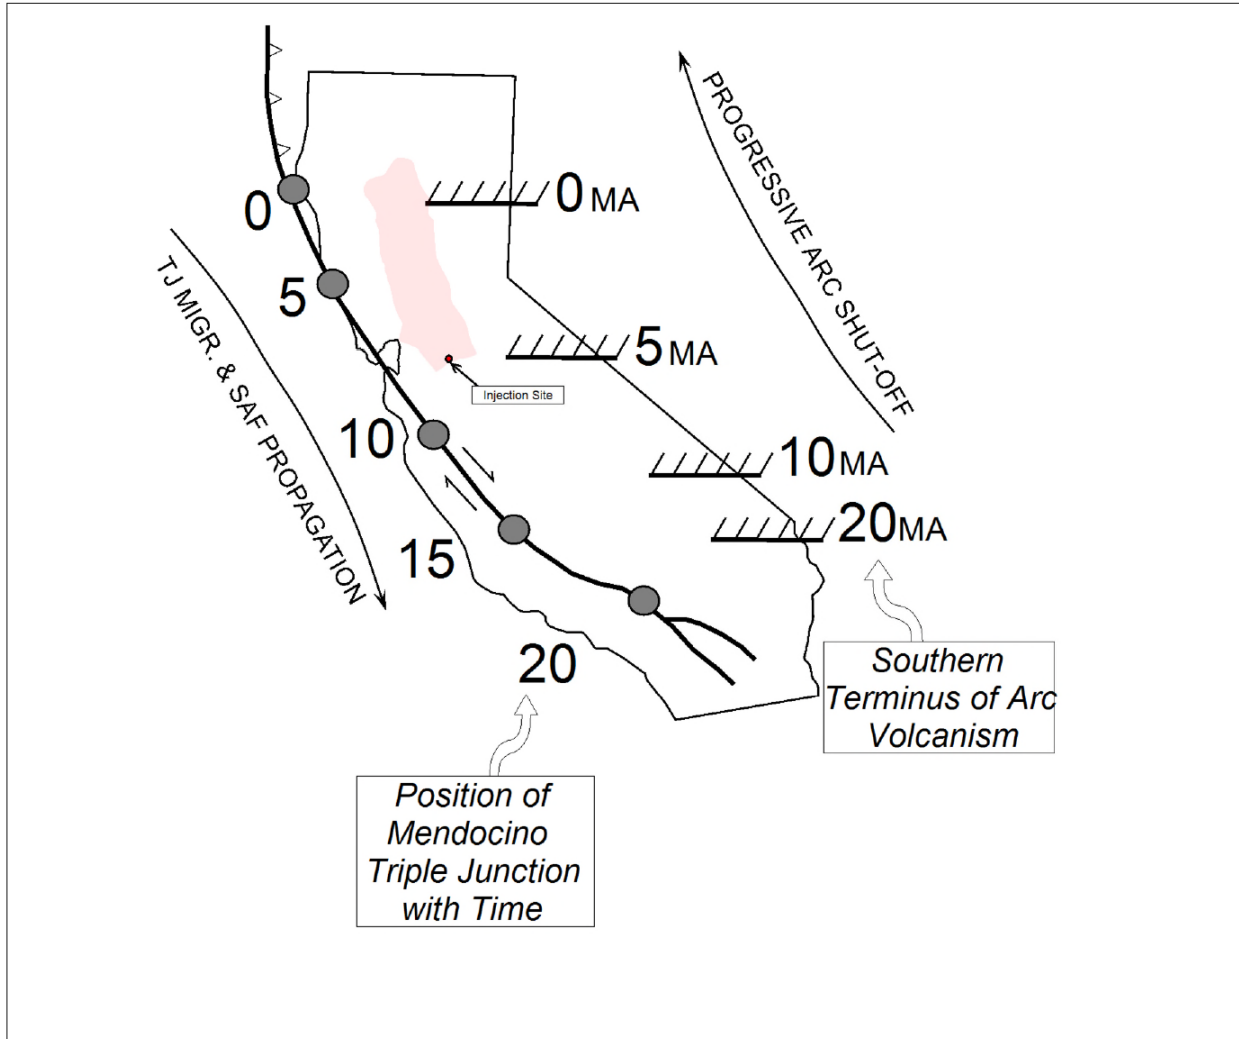 PROGRESSIVE ARC SHUT-OFF
0 MA
0
TJ MIGR. & SAF PROPAGATION
5
5 MA
Injection Site
10
10 MA
15
20 MA
20
Southern
Terminus of Arc
Volcanism
Position of
Mendocino
Triple Junction
with Time